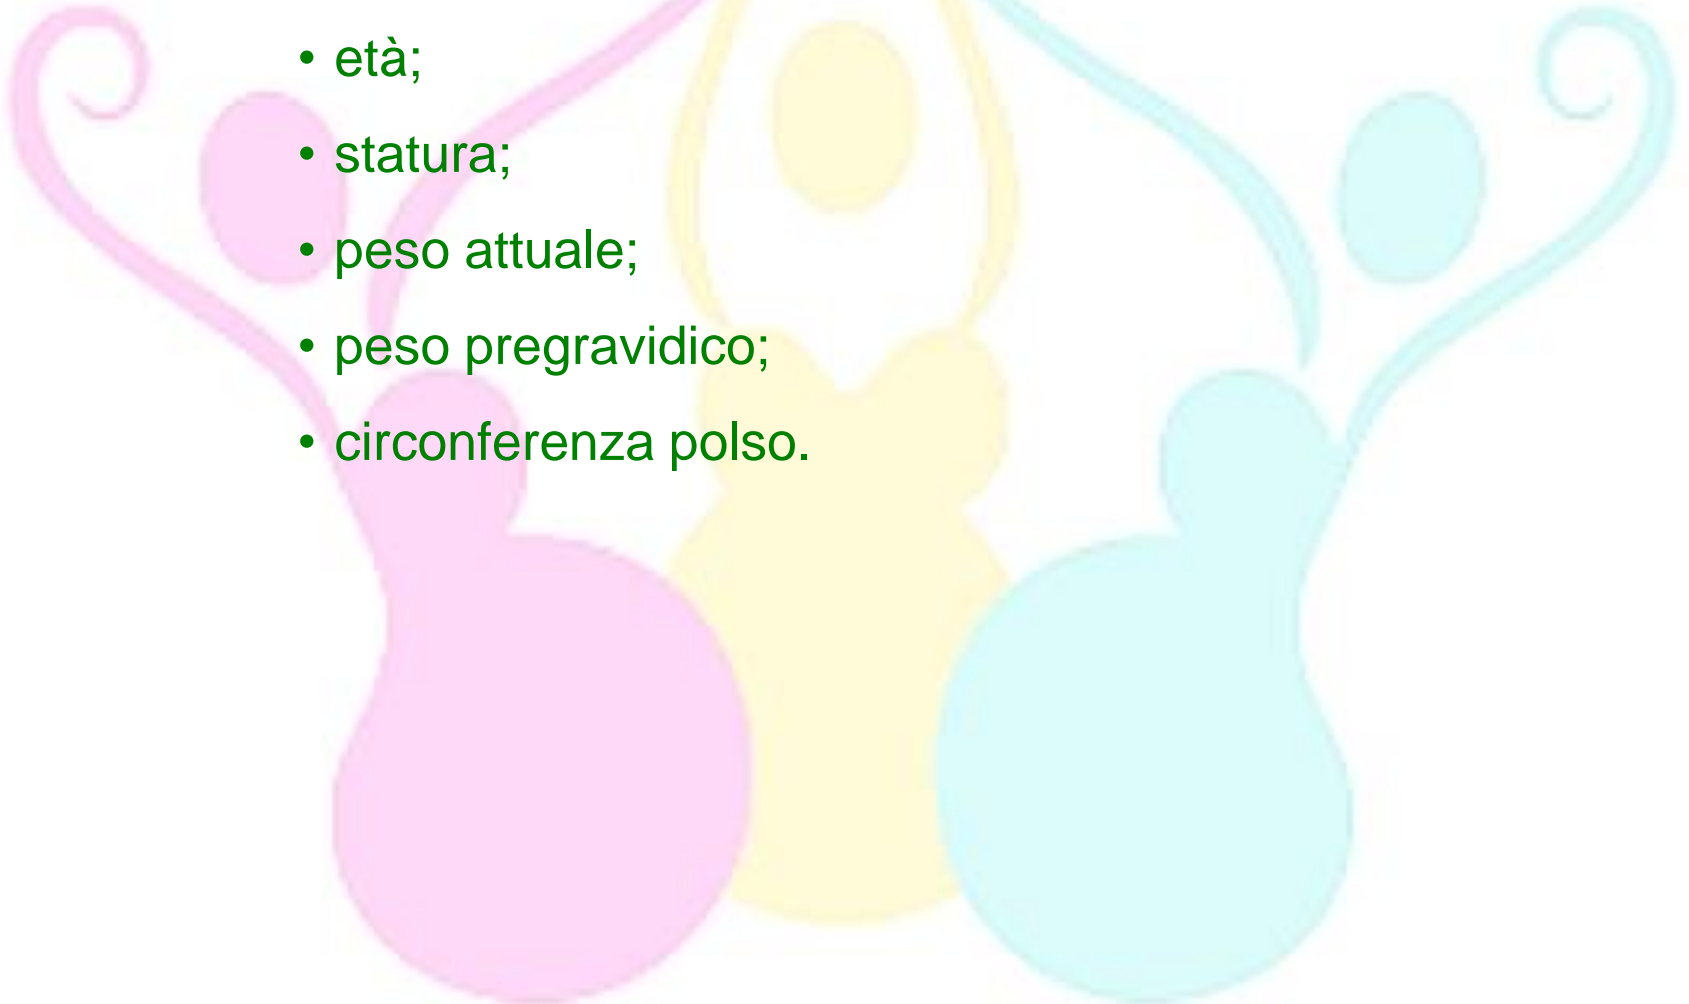 • età;
• statura;
• peso attuale;
• peso pregravidico;
• circonferenza polso.